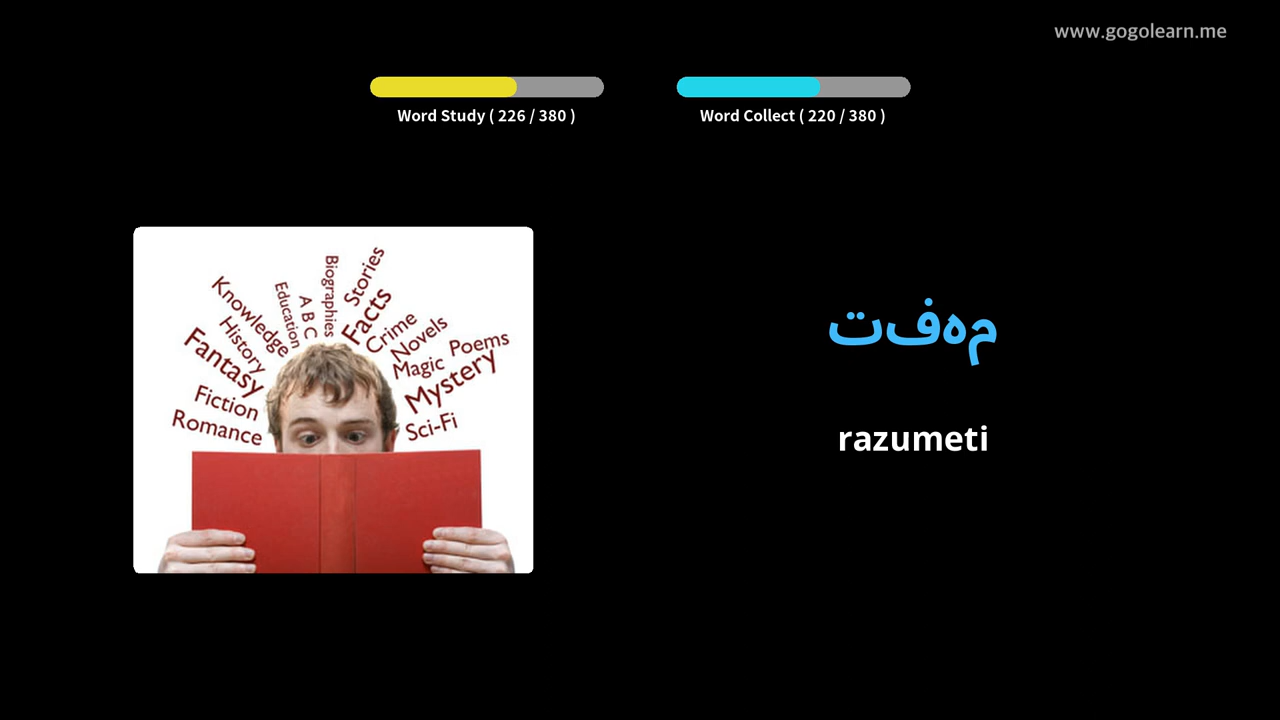 www.gogolearn.me
Word Study ( 226 / 380 )
Word Collect ( 220 / 380 )
Knowledge
History
Fantasy
Fiction
Romance
Education
A B C
Biographies
Stories
Facts
Crime
Novels
Magic
Poems
Mystery
Sci-Fi
مهفت
razumeti